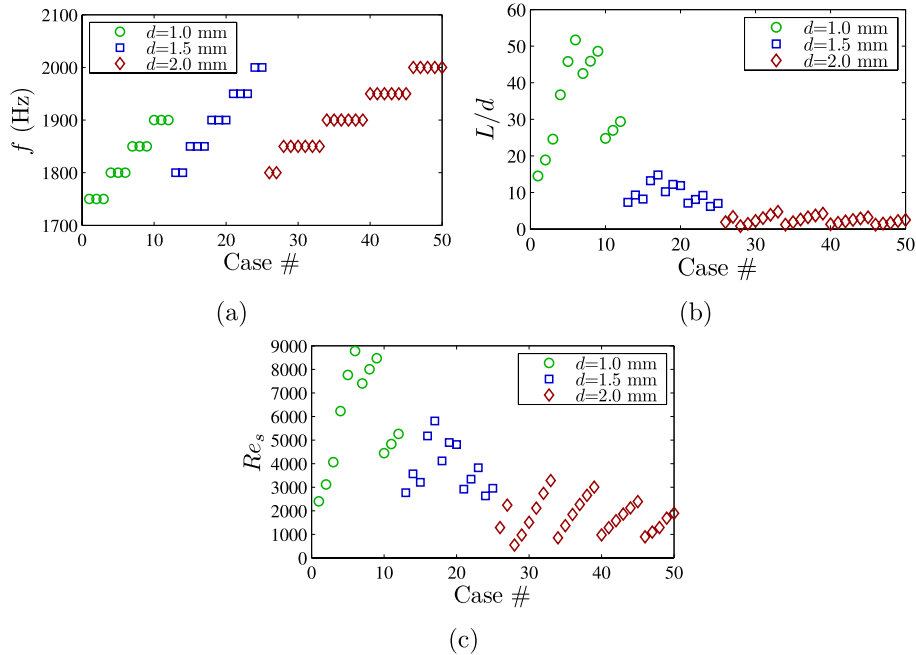 2100
2000
1900
1800
1700
f (Hz)
d=1.0 mm
d=1.5 mm
d=2.0 mm
0 10 20 30 40 50
Case #
(a)
60
50
40
30
20
10
0
L/d
d=1.0 mm
d=1.5 mm
d=2.0 mm
0 10 20 30 40 50
Case #
(b)
9000
8000
7000
6000
5000
4000
3000
2000
1000
0
Re_s
d=1.0 mm
d=1.5 mm
d=2.0 mm
0 10 20 30 40 50
Case #
(c)